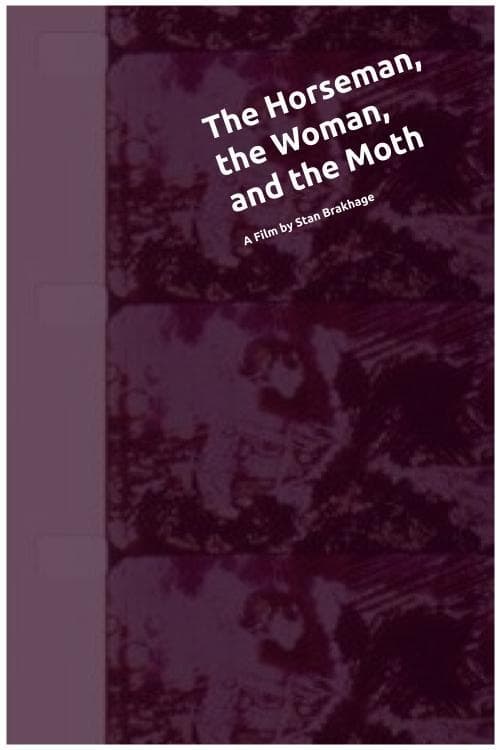 The Horseman,
the Woman,
and the Moth
A Film by Stan Brakhage